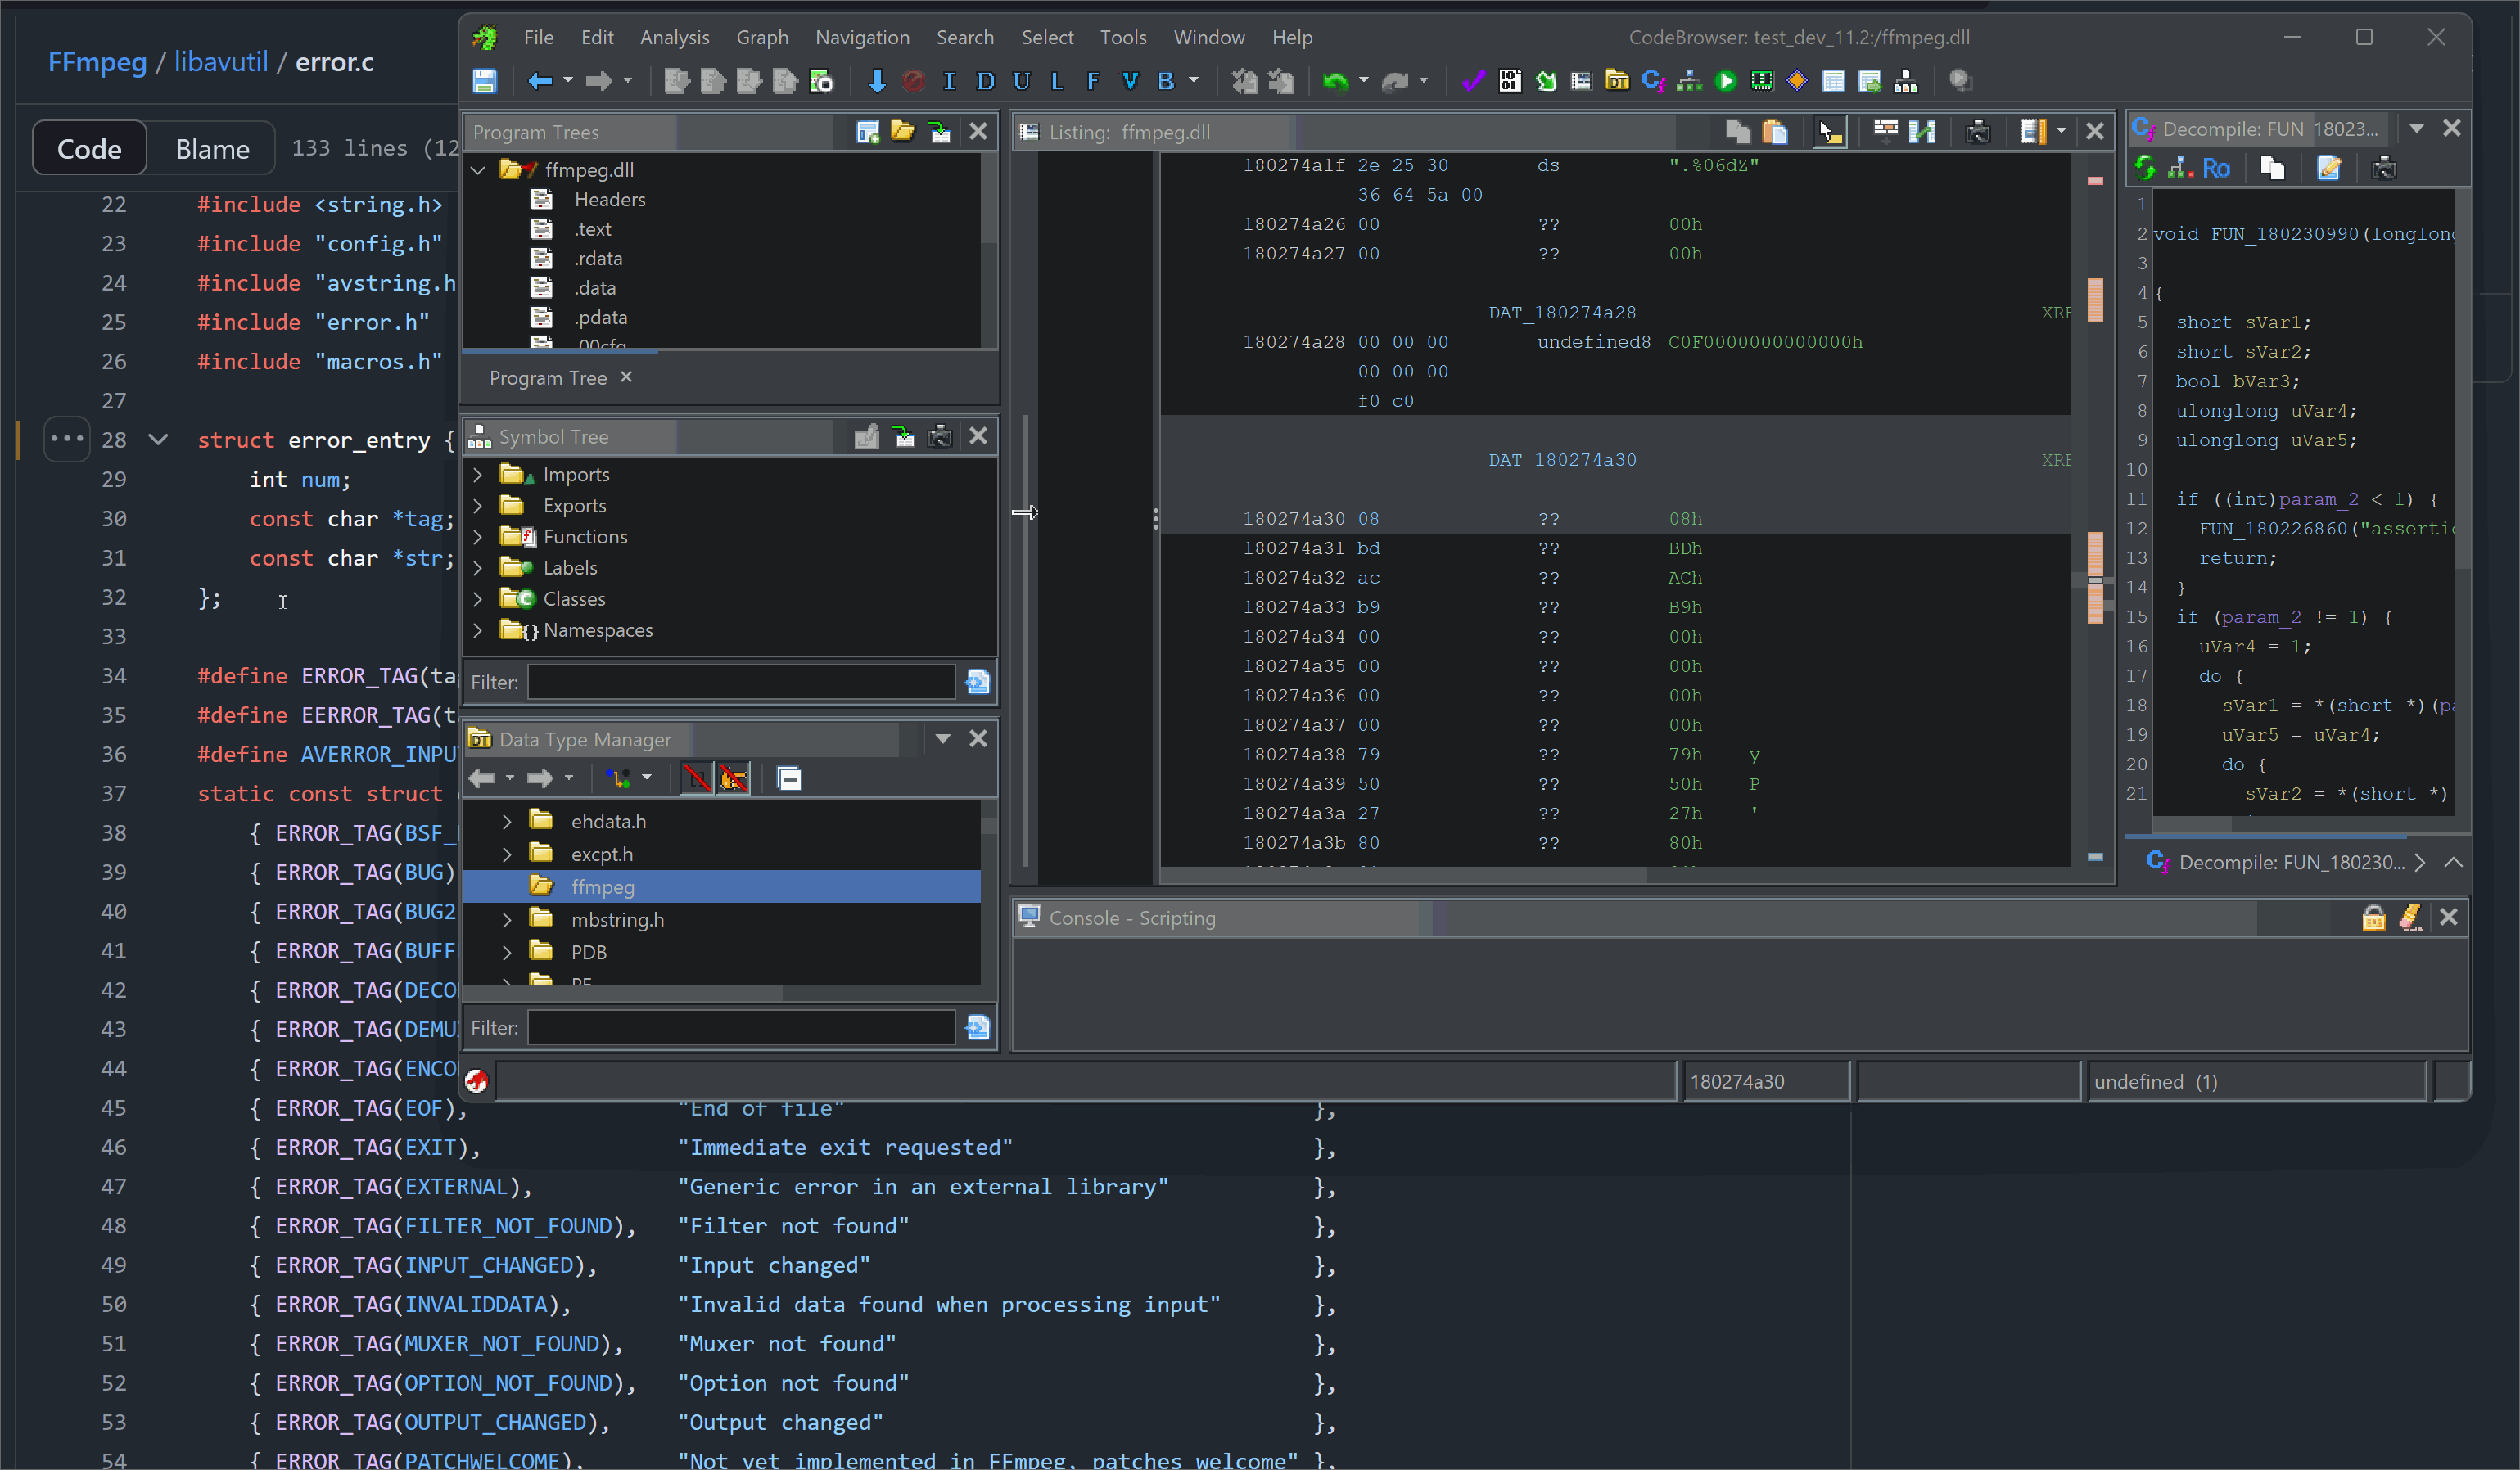 FFmpeg / libavutil / error.c
Code
Blame
133 lines (12
22 #include <string.h>
23 #include "config.h"
24 #include "avstring.h
25 #include "error.h"
26 #include "macros.h"
27
28 struct error_entry {
29 int num;
30 const char *tag;
31 const char *str;
32 };
33
34 #define ERROR_TAG(ta
35 #define EERROR_TAG(t
36 #define AVERROR_INPU
37 static const struct
38 { ERROR_TAG(BSF_
39 { ERROR_TAG(BUG)
40 { ERROR_TAG(BUG2
41 { ERROR_TAG(BUFF
42 { ERROR_TAG(DECO
43 { ERROR_TAG(DEMU
44 { ERROR_TAG(ENCO
45 { ERROR_TAG(EOF), "End of file" },
46 { ERROR_TAG(EXIT), "Immediate exit requested" },
47 { ERROR_TAG(EXTERNAL), "Generic error in an external library" },
48 { ERROR_TAG(FILTER_NOT_FOUND), "Filter not found" },
49 { ERROR_TAG(INPUT_CHANGED), "Input changed" },
50 { ERROR_TAG(INVALIDDATA), "Invalid data found when processing input" },
51 { ERROR_TAG(MUXER_NOT_FOUND), "Muxer not found" },
52 { ERROR_TAG(OPTION_NOT_FOUND), "Option not found" },
53 { ERROR_TAG(OUTPUT_CHANGED), "Output changed" },
54 { ERROR_TAG(PATCHWELCOME), "Not yet implemented in FFmpeg, patches welcome" },
File Edit Analysis Graph Navigation Search Select Tools Window Help
CodeBrowser: test_dev_11.2:/ffmpeg.dll
I D U L F V B
Program Trees
ffmpeg.dll
Headers
.text
.rdata
.data
.pdata
.00cfg
Program Tree
Symbol Tree
Imports
Exports
Functions
Labels
Classes
Namespaces
Filter:
Data Type Manager
ehdata.h
excpt.h
ffmpeg
mbstring.h
PDB
PE
Filter:
Listing: ffmpeg.dll
180274a1f 2e 25 30 ds ".%06dZ"
36 64 5a 00
180274a26 00 ?? 00h
180274a27 00 ?? 00h
DAT_180274a28 XRE
180274a28 00 00 00 undefined8 C0F0000000000000h
00 00 00
f0 c0
DAT_180274a30 XRE
180274a30 08 ?? 08h
180274a31 bd ?? BDh
180274a32 ac ?? ACh
180274a33 b9 ?? B9h
180274a34 00 ?? 00h
180274a35 00 ?? 00h
180274a36 00 ?? 00h
180274a37 00 ?? 00h
180274a38 79 ?? 79h y
180274a39 50 ?? 50h P
180274a3a 27 ?? 27h '
180274a3b 80 ?? 80h
Decompile: FUN_18023...
Ro
1
2 void FUN_180230990(longlong
3
4 {
5 short sVar1;
6 short sVar2;
7 bool bVar3;
8 ulonglong uVar4;
9 ulonglong uVar5;
10
11 if ((int)param_2 < 1) {
12 FUN_180226860("assertio
13 return;
14 }
15 if (param_2 != 1) {
16 uVar4 = 1;
17 do {
18 sVar1 = *(short *)(pa
19 uVar5 = uVar4;
20 do {
21 sVar2 = *(short *)
Decompile: FUN_180230...
Console - Scripting
180274a30
undefined (1)